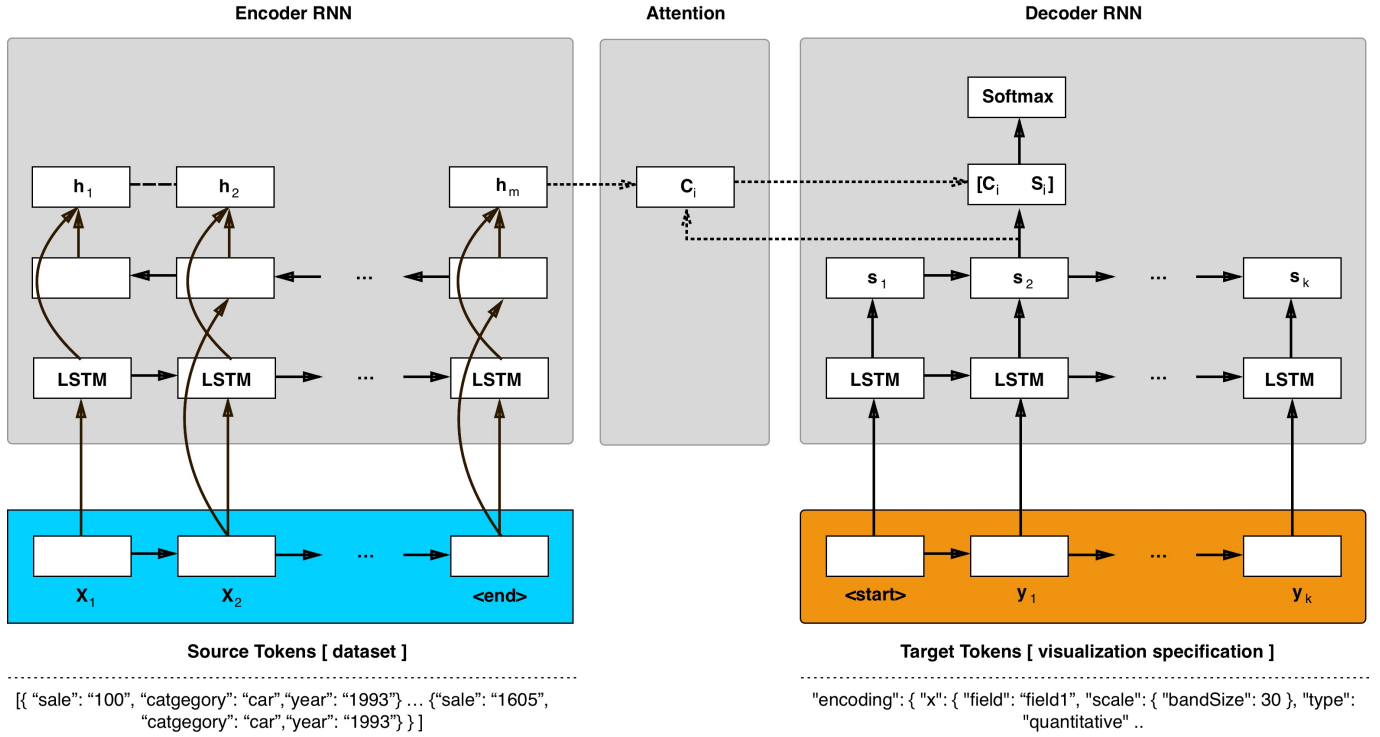 Encoder RNN
Attention
Decoder RNN
Softmax
h1
h2
hm
Ci
[Ci Si]
...
s1
s2
...
sk
LSTM
LSTM
...
LSTM
LSTM
LSTM
...
LSTM
...
...
X1
X2
<end>
<start>
y1
yk
Source Tokens [ dataset ]
Target Tokens [ visualization specification ]
[{ “sale”: “100”, “catgegory”: “car”,“year”: “1993”} … {“sale”: “1605”,
“catgegory”: “car”,“year”: “1993”} } ]
"encoding": { "x": { "field": “field1”, "scale": { "bandSize": 30 }, "type":
"quantitative" ..